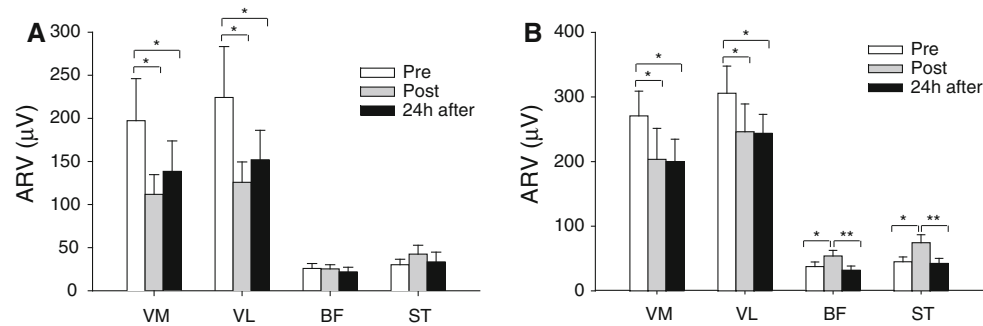 A
300
250
200
150
100
50
0
ARV (μV)
*
*
*
*
Pre
Post
24h after
VM VL BF ST
B
400
300
200
100
0
ARV (μV)
*
*
*
*
* **
* **
Pre
Post
24h after
VM VL BF ST